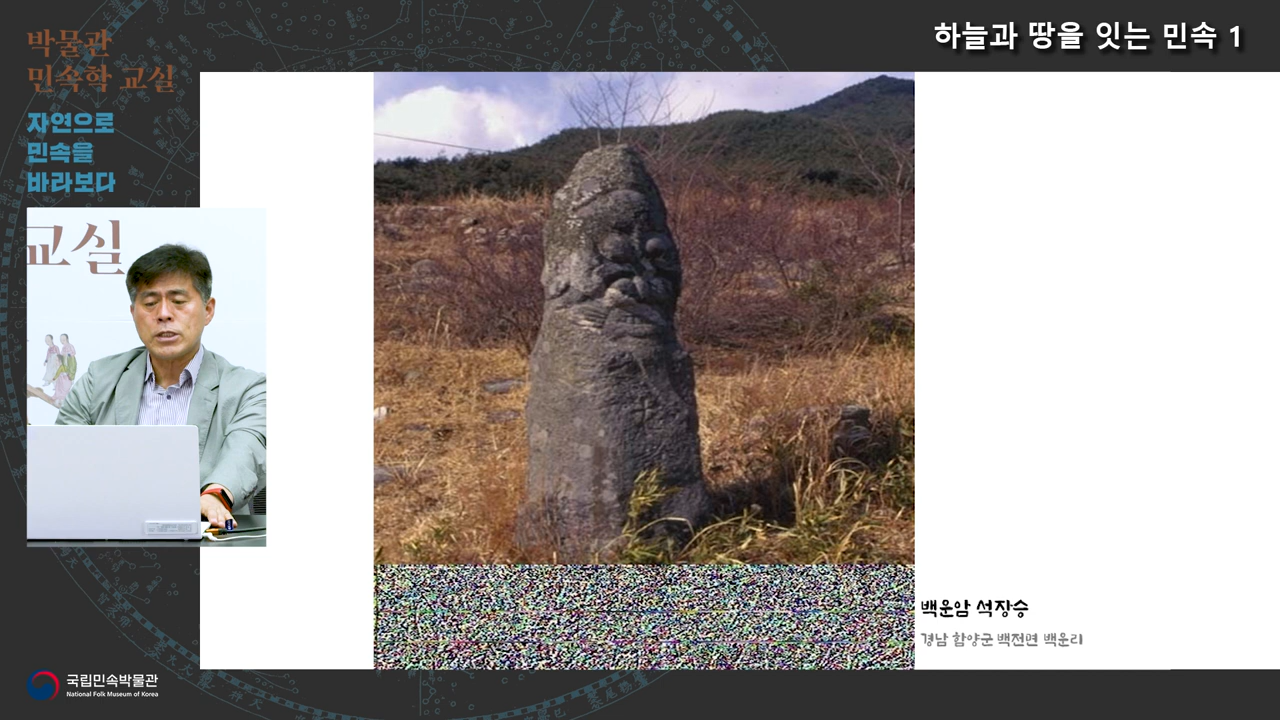 하늘과 땅을 잇는 민속 1
박물관
민속학 교실
자연으로
민속을
바라보다
교실
백운암 석장승
경남 함양군 백전면 백운리
국립민속박물관
National Folk Museum of Korea